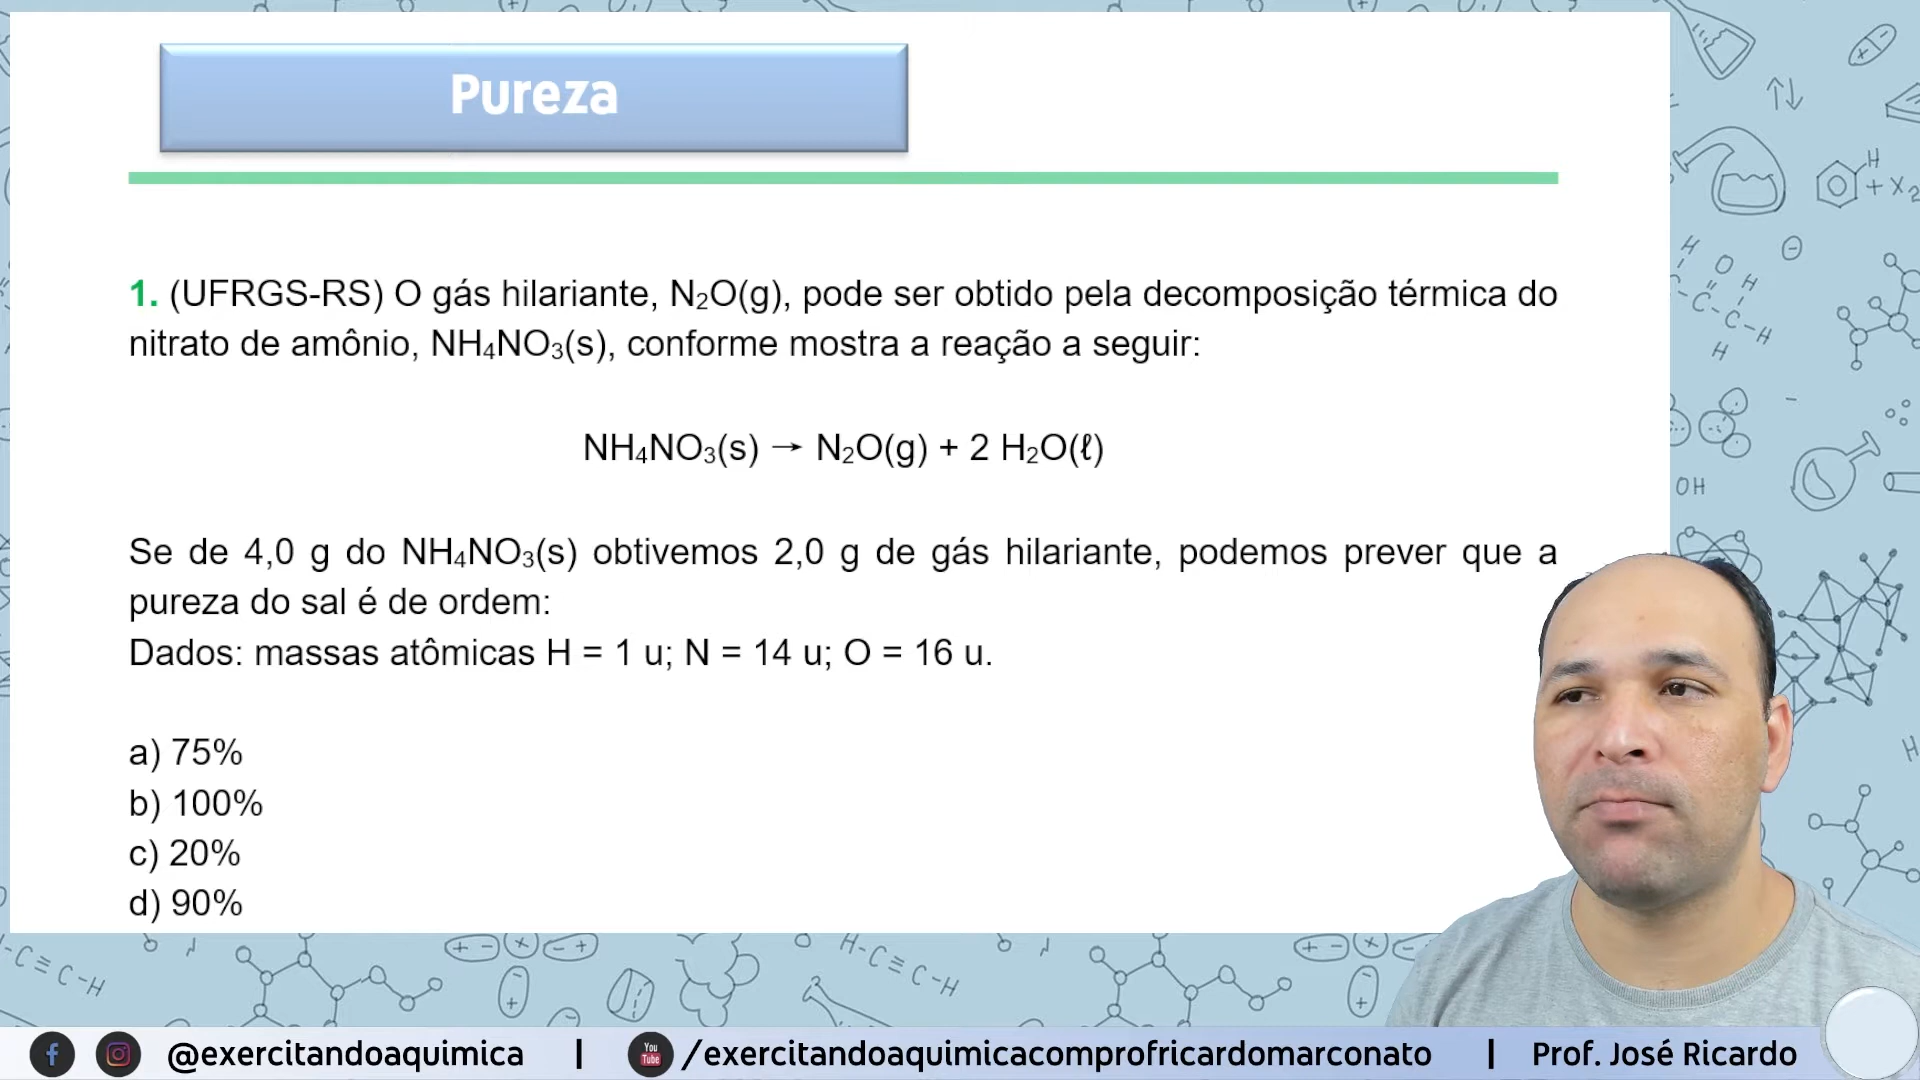 Pureza
1. (UFRGS-RS) O gás hilariante, N₂O(g), pode ser obtido pela decomposição térmica do
nitrato de amônio, NH₄NO₃(s), conforme mostra a reação a seguir:
NH₄NO₃(s) → N₂O(g) + 2 H₂O(ℓ)
Se de 4,0 g do NH₄NO₃(s) obtivemos 2,0 g de gás hilariante, podemos prever que a
pureza do sal é de ordem:
Dados: massas atômicas H = 1 u; N = 14 u; O = 16 u.
a) 75%
b) 100%
c) 20%
d) 90%
@exercitandoaquimica | You Tube /exercitandoaquimicacomprofricardomarconato | Prof. José Ricardo